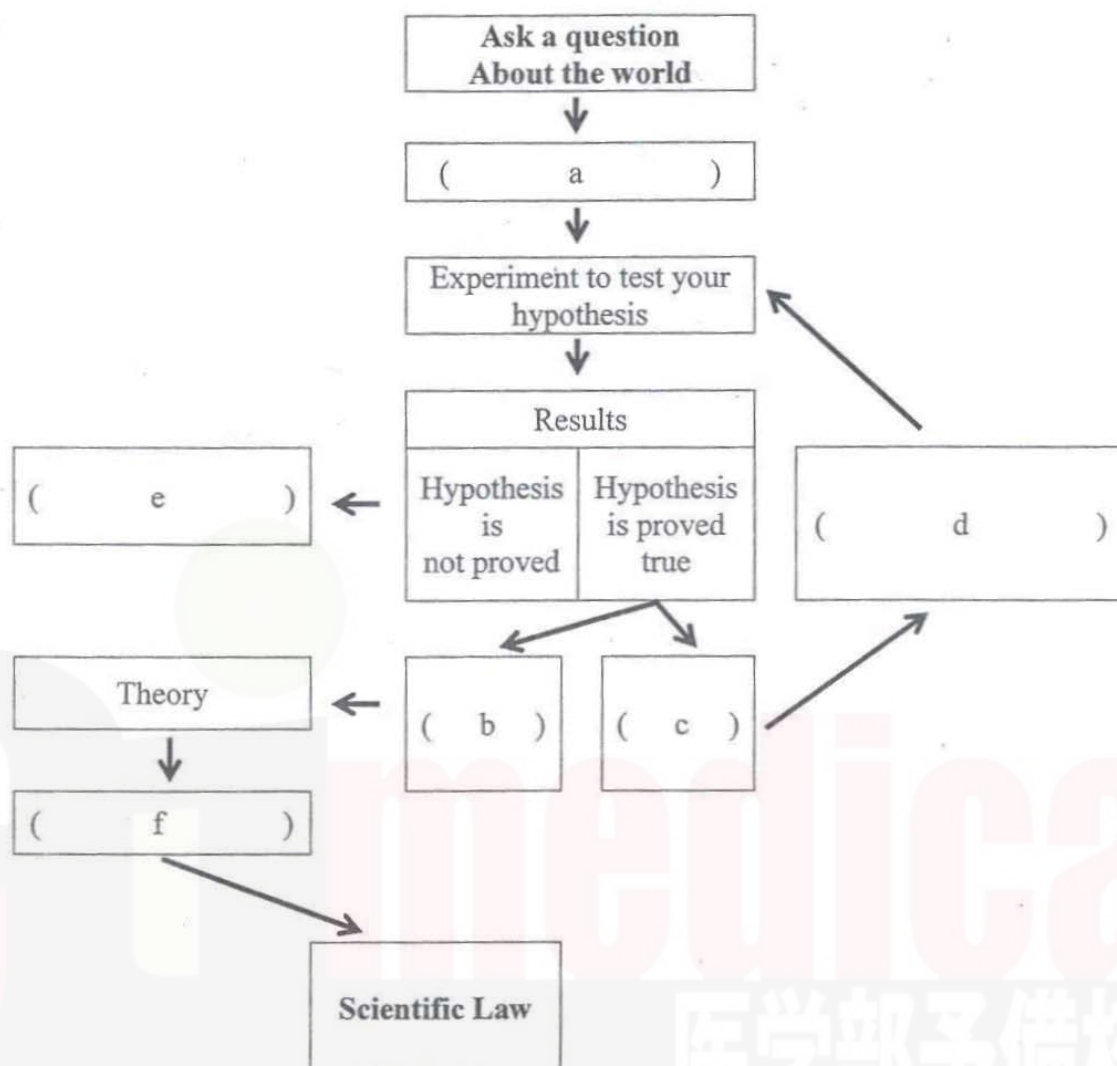 Ask a question
About the world
( a )
Experiment to test your
hypothesis
Results
Hypothesis
is
not proved
Hypothesis
is proved
true
( e )
( d )
Theory
( b )
( c )
( f )
Scientific Law
medica